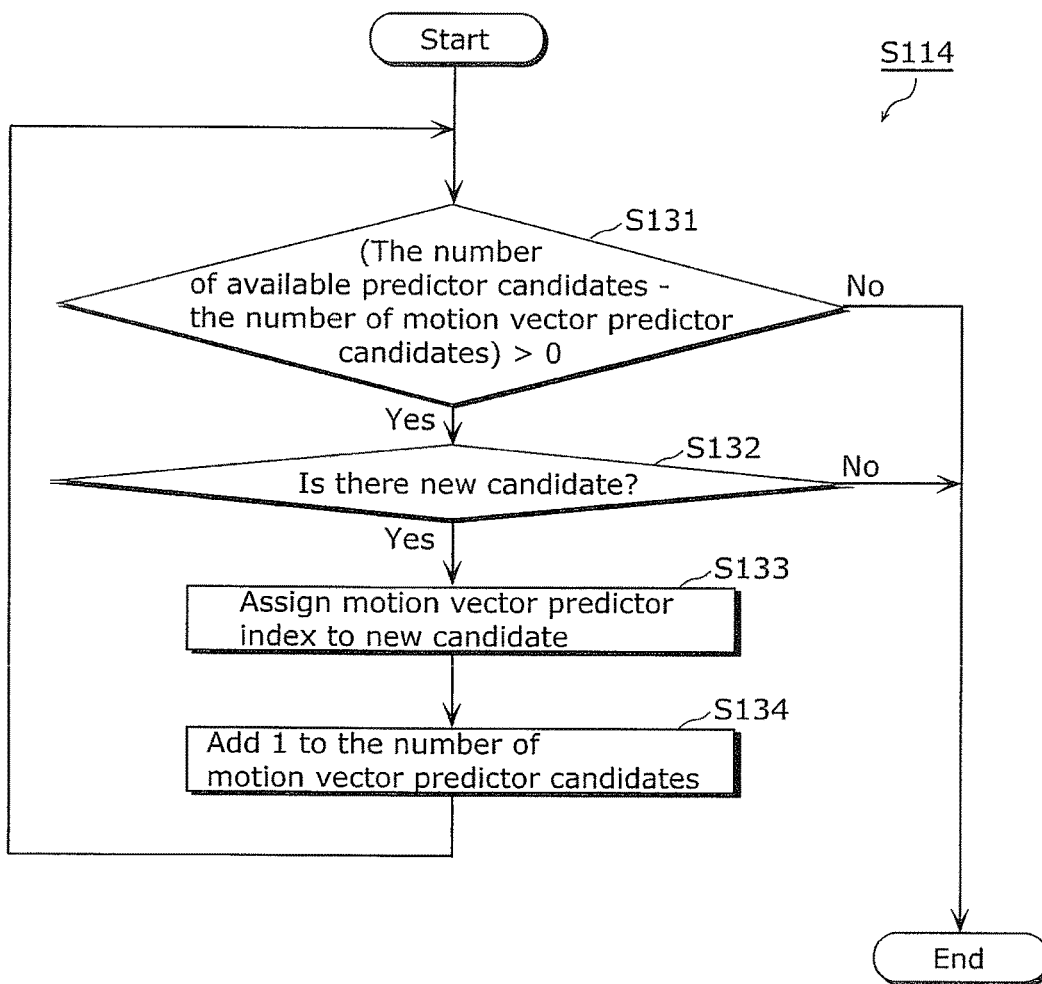 Start
S114
S131
(The number
of available predictor candidates -
the number of motion vector predictor
candidates) > 0
No
Yes
S132
Is there new candidate?
No
Yes
S133
Assign motion vector predictor
index to new candidate
S134
Add 1 to the number of
motion vector predictor candidates
End